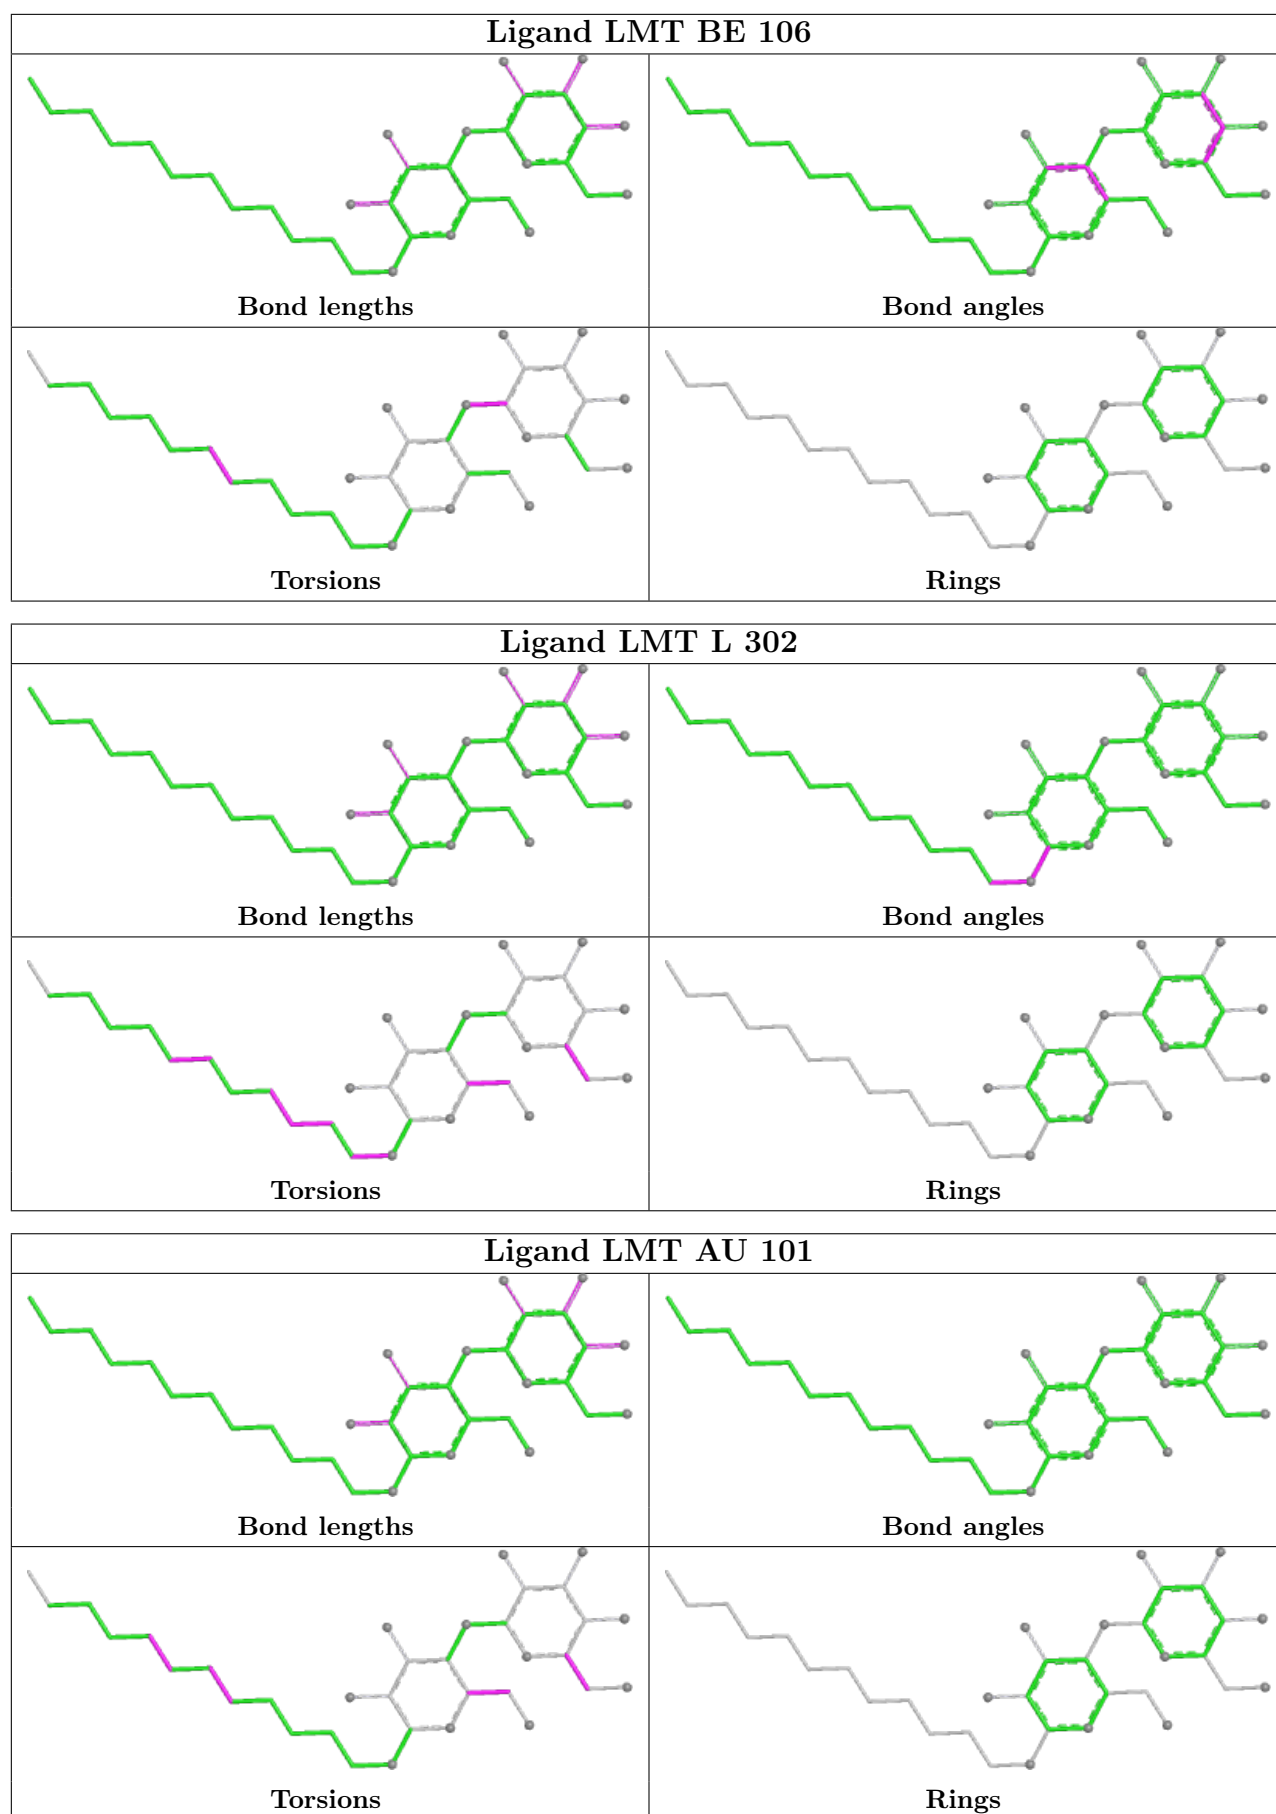 Ligand LMT BE 106
Bond lengths
Bond angles
Torsions
Rings
Ligand LMT L 302
Bond lengths
Bond angles
Torsions
Rings
Ligand LMT AU 101
Bond lengths
Bond angles
Torsions
Rings